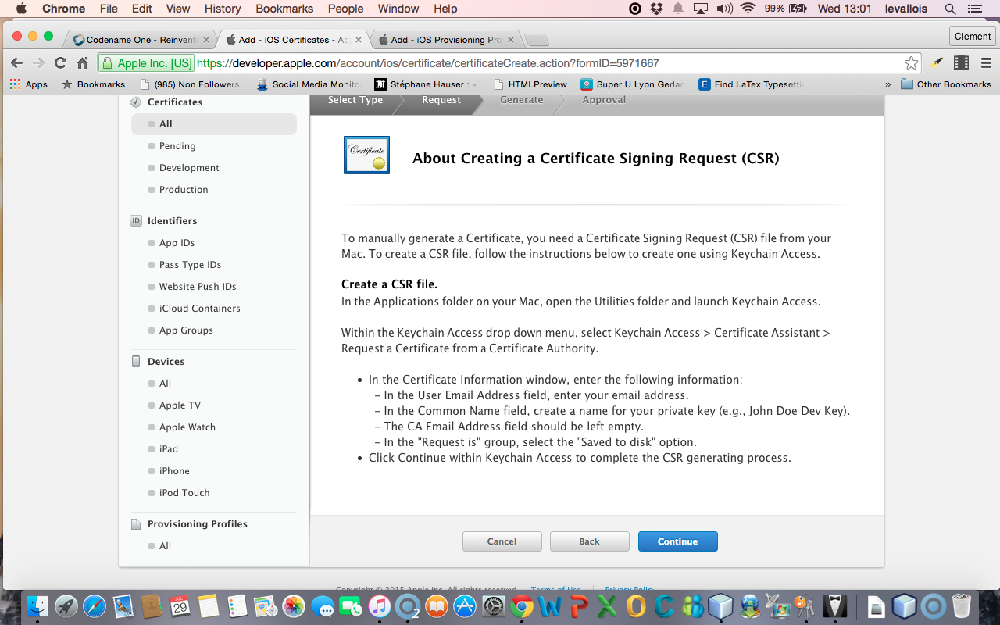 Chrome File Edit View History Bookmarks People Window Help 99% Wed 13:01 levallois
Codename One - Reinventi
Add - iOS Certificates - Ap
Add - iOS Provisioning Pro
Clement
Apple Inc. [US] https://developer.apple.com/account/ios/certificate/certificateCreate.action?formID=5971667
Apps Bookmarks (985) Non Followers Social Media Monito Stéphane Hauser : « HTMLPreview Super U Lyon Gerlan Find LaTex Typesettin » Other Bookmarks
Certificates
All
Pending
Development
Production
ID Identifiers
App IDs
Pass Type IDs
Website Push IDs
iCloud Containers
App Groups
Devices
All
Apple TV
Apple Watch
iPad
iPhone
iPod Touch
Provisioning Profiles
All
Select Type Request Generate Approval
Certificate
About Creating a Certificate Signing Request (CSR)
To manually generate a Certificate, you need a Certificate Signing Request (CSR) file from your
Mac. To create a CSR file, follow the instructions below to create one using Keychain Access.
Create a CSR file.
In the Applications folder on your Mac, open the Utilities folder and launch Keychain Access.
Within the Keychain Access drop down menu, select Keychain Access > Certificate Assistant >
Request a Certificate from a Certificate Authority.
• In the Certificate Information window, enter the following information:
– In the User Email Address field, enter your email address.
– In the Common Name field, create a name for your private key (e.g., John Doe Dev Key).
– The CA Email Address field should be left empty.
– In the "Request is" group, select the "Saved to disk" option.
• Click Continue within Keychain Access to complete the CSR generating process.
Cancel Back Continue
Copyright © 2015 Apple Inc. All rights reserved. Terms of Use Privacy Policy
JUL
29